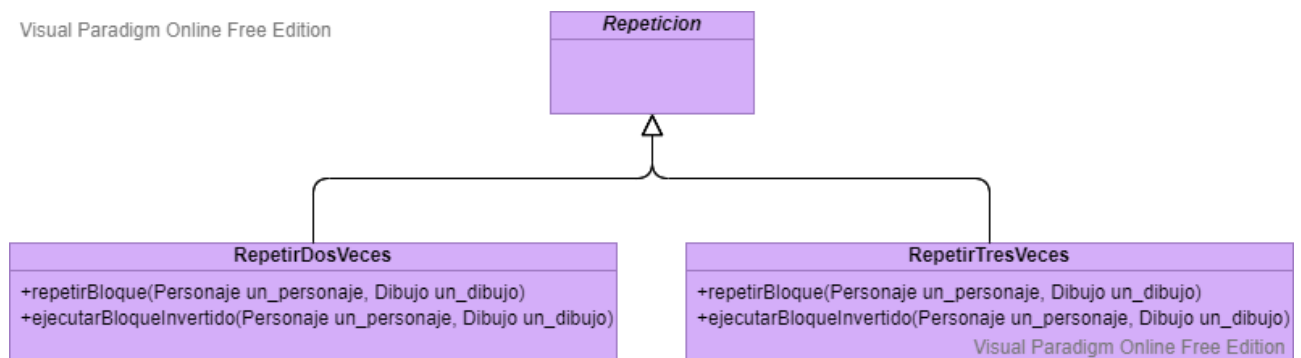 Visual Paradigm Online Free Edition
Repeticion
RepetirDosVeces
+repetirBloque(Personaje un_personaje, Dibujo un_dibujo)
+ejecutarBloqueInvertido(Personaje un_personaje, Dibujo un_dibujo)
RepetirTresVeces
+repetirBloque(Personaje un_personaje, Dibujo un_dibujo)
+ejecutarBloqueInvertido(Personaje un_personaje, Dibujo un_dibujo)
Visual Paradigm Online Free Edition